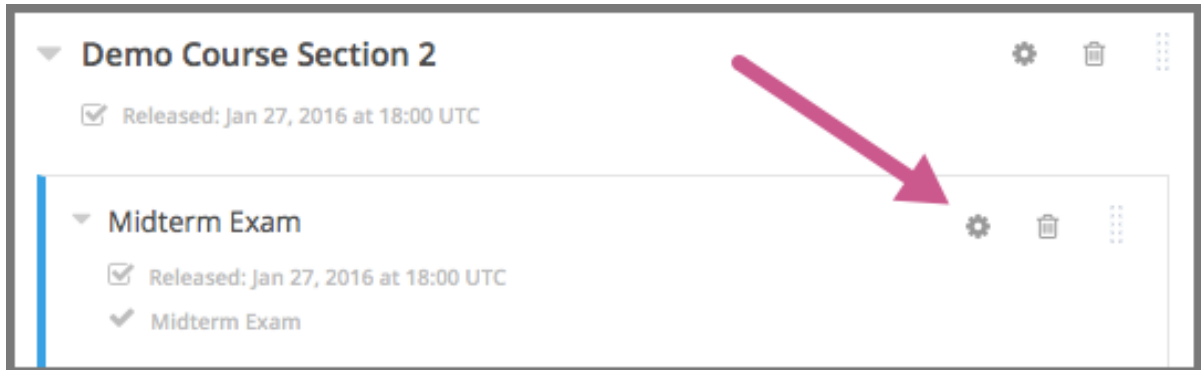 Demo Course Section 2
Released: Jan 27, 2016 at 18:00 UTC
Midterm Exam
Released: Jan 27, 2016 at 18:00 UTC
Midterm Exam